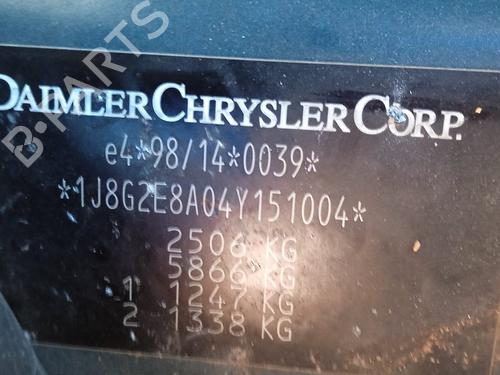 DAIMLERCHRYSLER CORP.
e4*98/14*0039*
*1J8G2E8A04Y151004*
2506 KG
5866 KG
1 1247 KG
2 1338 KG
B-PARTS